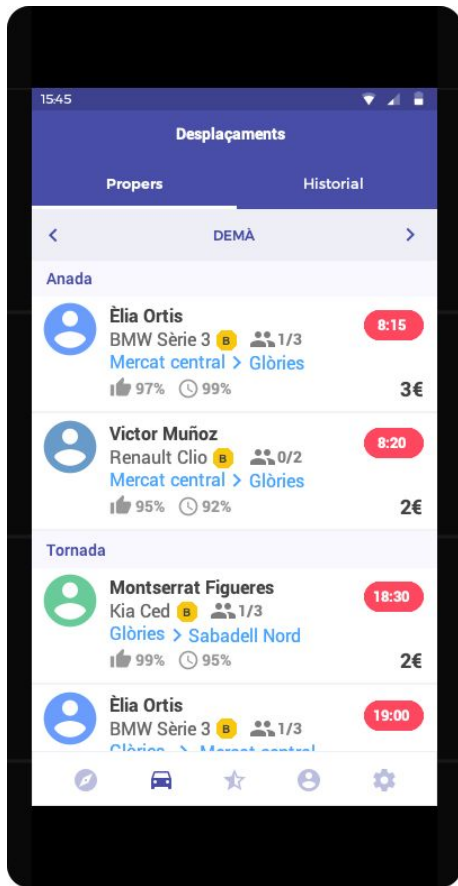 15:45
Desplaçaments
Propers Historial
DEMÀ
Anada
Èlia Ortis
8:15
BMW Sèrie 3 B 1/3
Mercat central > Glòries
97% 99% 3€
Victor Muñoz
8:20
Renault Clio B 0/2
Mercat central > Glòries
95% 92% 2€
Tornada
Montserrat Figueres
18:30
Kia Ced B 1/3
Glòries > Sabadell Nord
99% 95% 2€
Èlia Ortis
19:00
BMW Sèrie 3 B 1/3
Glòries > Mercat central